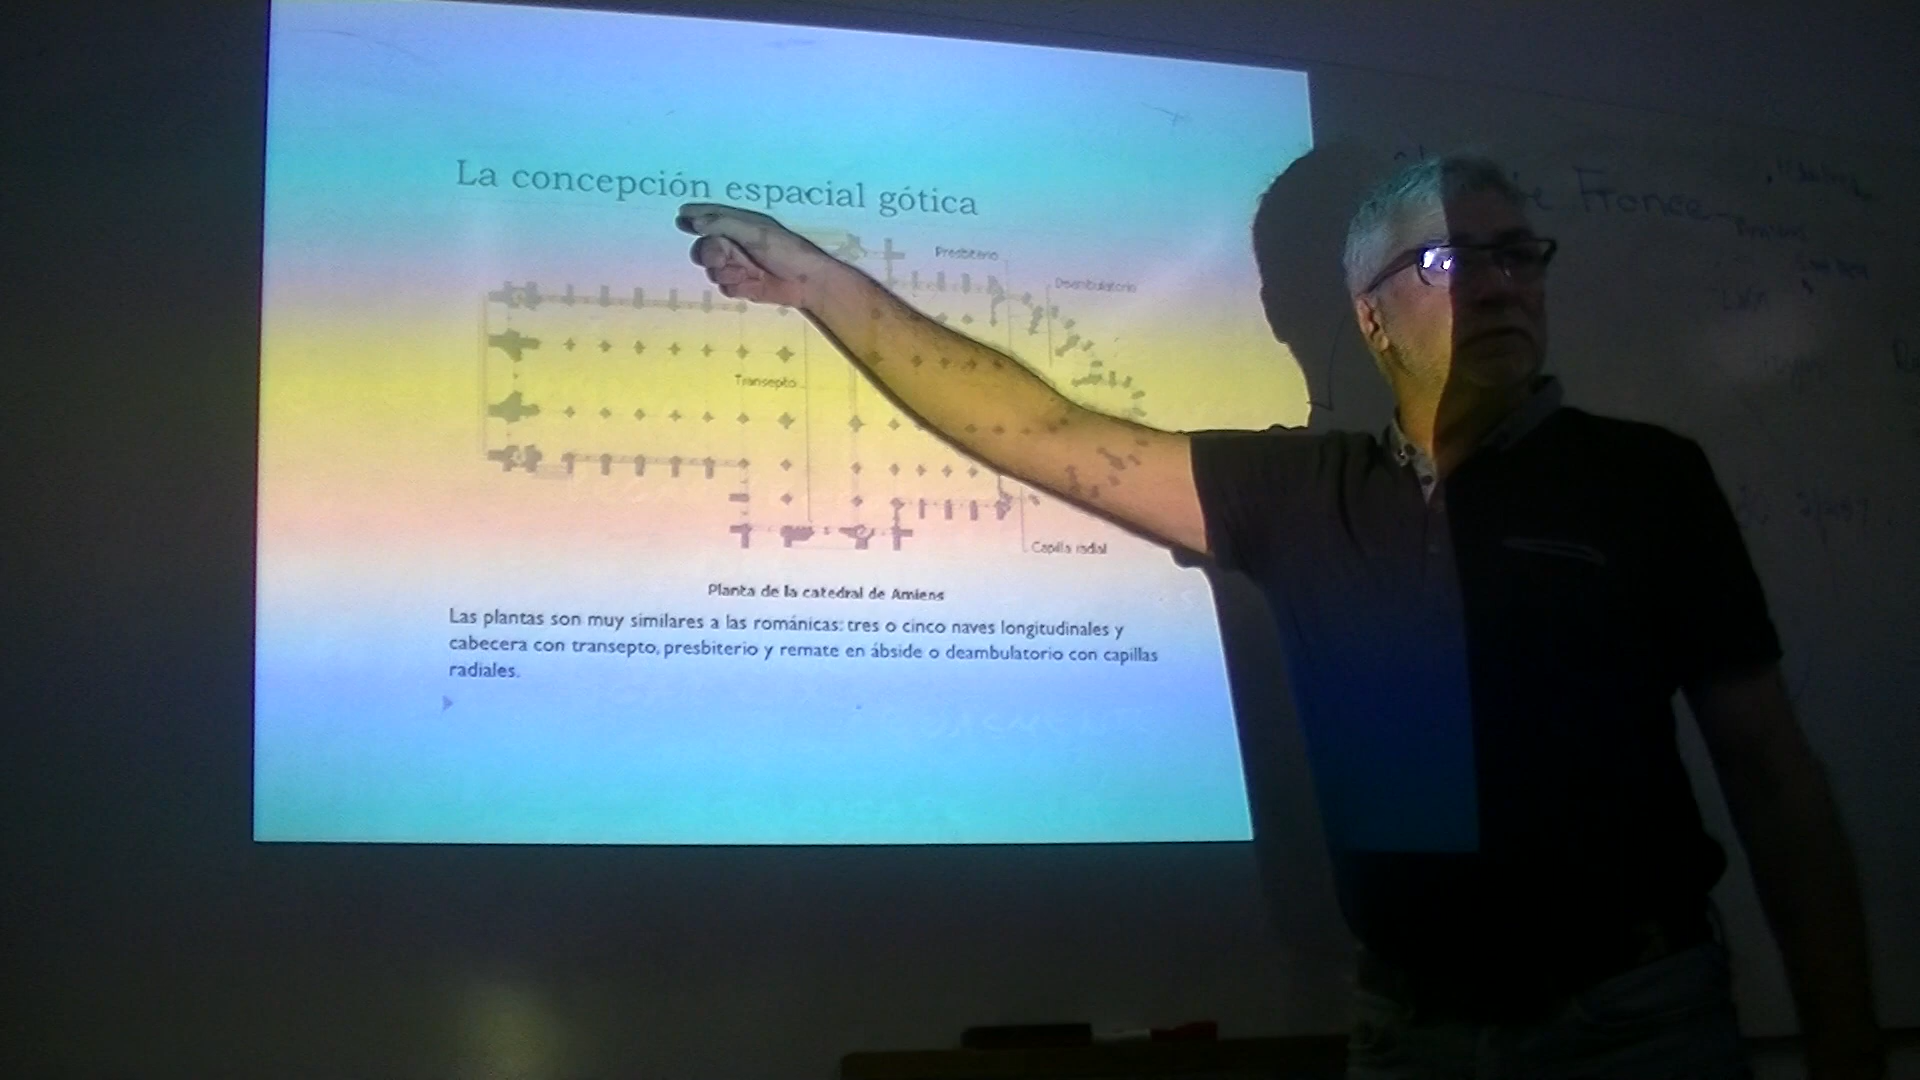 La concepción espacial gótica
Presbiterio
Deambulatorio
Transepto
Capilla radial
Planta de la catedral de Amiens
Las plantas son muy similares a las románicas: tres o cinco naves longitudinales y
cabecera con transepto, presbiterio y remate en ábside o deambulatorio con capillas
radiales.
France